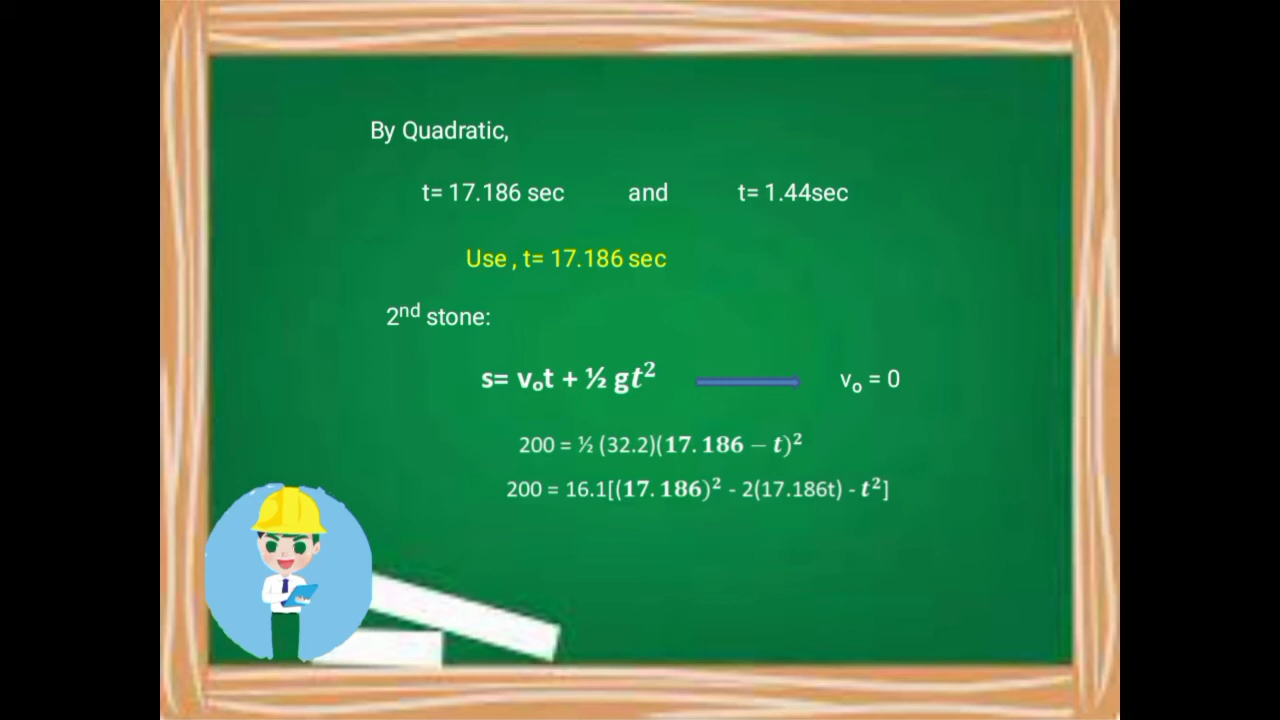 By Quadratic,
t= 17.186 sec and t= 1.44sec
Use , t= 17.186 sec
2nd stone:
s= vₒt + ½ gt²
vₒ = 0
200 = ½ (32.2)(17.186 − t)²
200 = 16.1[(17.186)² - 2(17.186t) - t²]